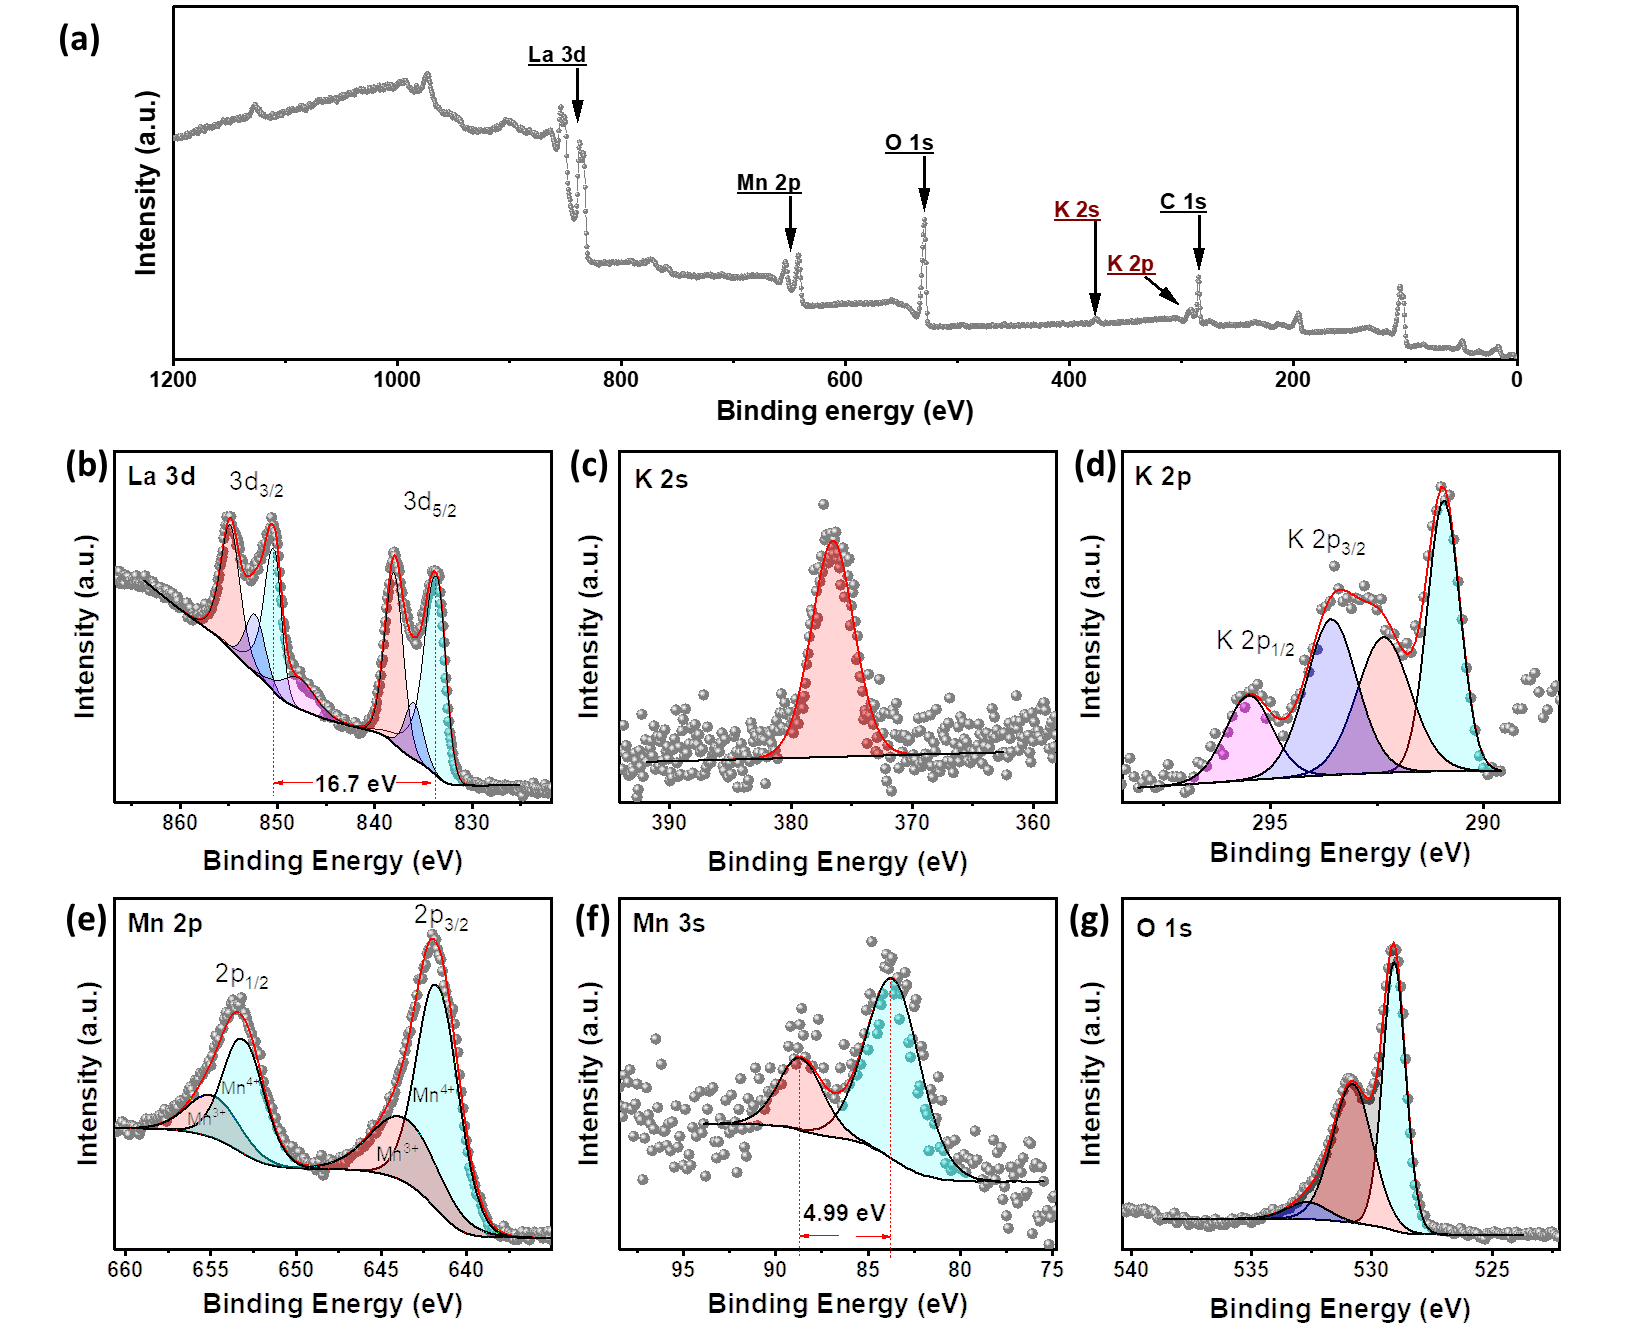 (a)
La 3d
Mn 2p
O 1s
K 2s
K 2p
C 1s
Intensity (a.u.)
1200 1000 800 600 400 200 0
Binding energy (eV)
(b)
La 3d
3d3/2
3d5/2
16.7 eV
Intensity (a.u.)
860 850 840 830
Binding Energy (eV)
(c)
K 2s
Intensity (a.u.)
390 380 370 360
Binding Energy (eV)
(d)
K 2p
K 2p3/2
K 2p1/2
Intensity (a.u.)
295 290
Binding Energy (eV)
(e)
Mn 2p
2p3/2
2p1/2
Mn4+
Mn3+
Mn4+
Mn3+
Intensity (a.u.)
660 655 650 645 640
Binding Energy (eV)
(f)
Mn 3s
4.99 eV
Intensity (a.u.)
95 90 85 80 75
Binding Energy (eV)
(g)
O 1s
Intensity (a.u.)
540 535 530 525
Binding Energy (eV)